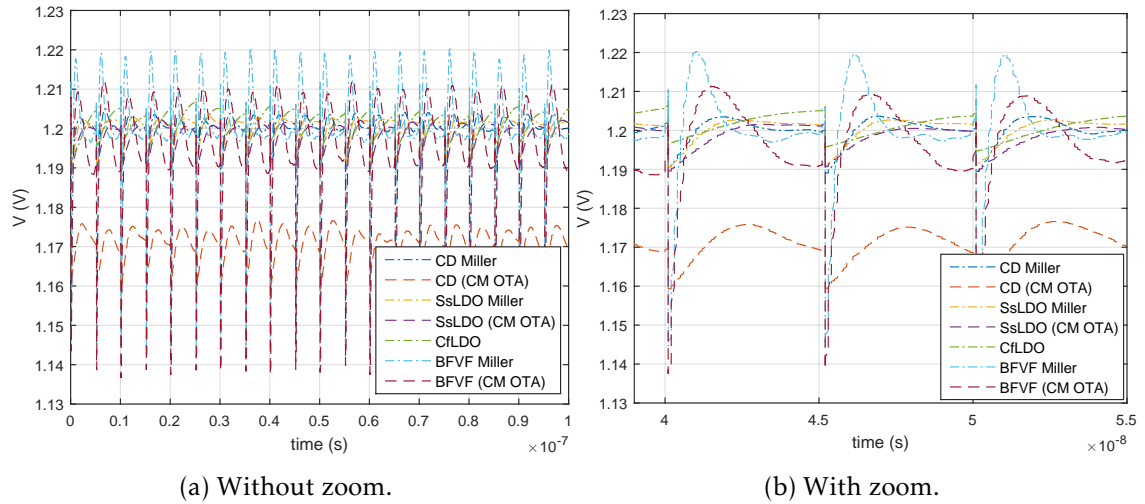 1.23
1.22
1.21
1.20
1.19
1.18
1.17
1.16
1.15
1.14
1.13
V (V)
CD Miller
CD (CM OTA)
SsLDO Miller
SsLDO (CM OTA)
CfLDO
BFVF Miller
BFVF (CM OTA)
0 0.1 0.2 0.3 0.4 0.5 0.6 0.7 0.8 0.9 1
time (s)
×10-7
(a) Without zoom.
1.23
1.22
1.21
1.20
1.19
1.18
1.17
1.16
1.15
1.14
1.13
V (V)
CD Miller
CD (CM OTA)
SsLDO Miller
SsLDO (CM OTA)
CfLDO
BFVF Miller
BFVF (CM OTA)
4 4.5 5 5.5
time (s)
×10-8
(b) With zoom.